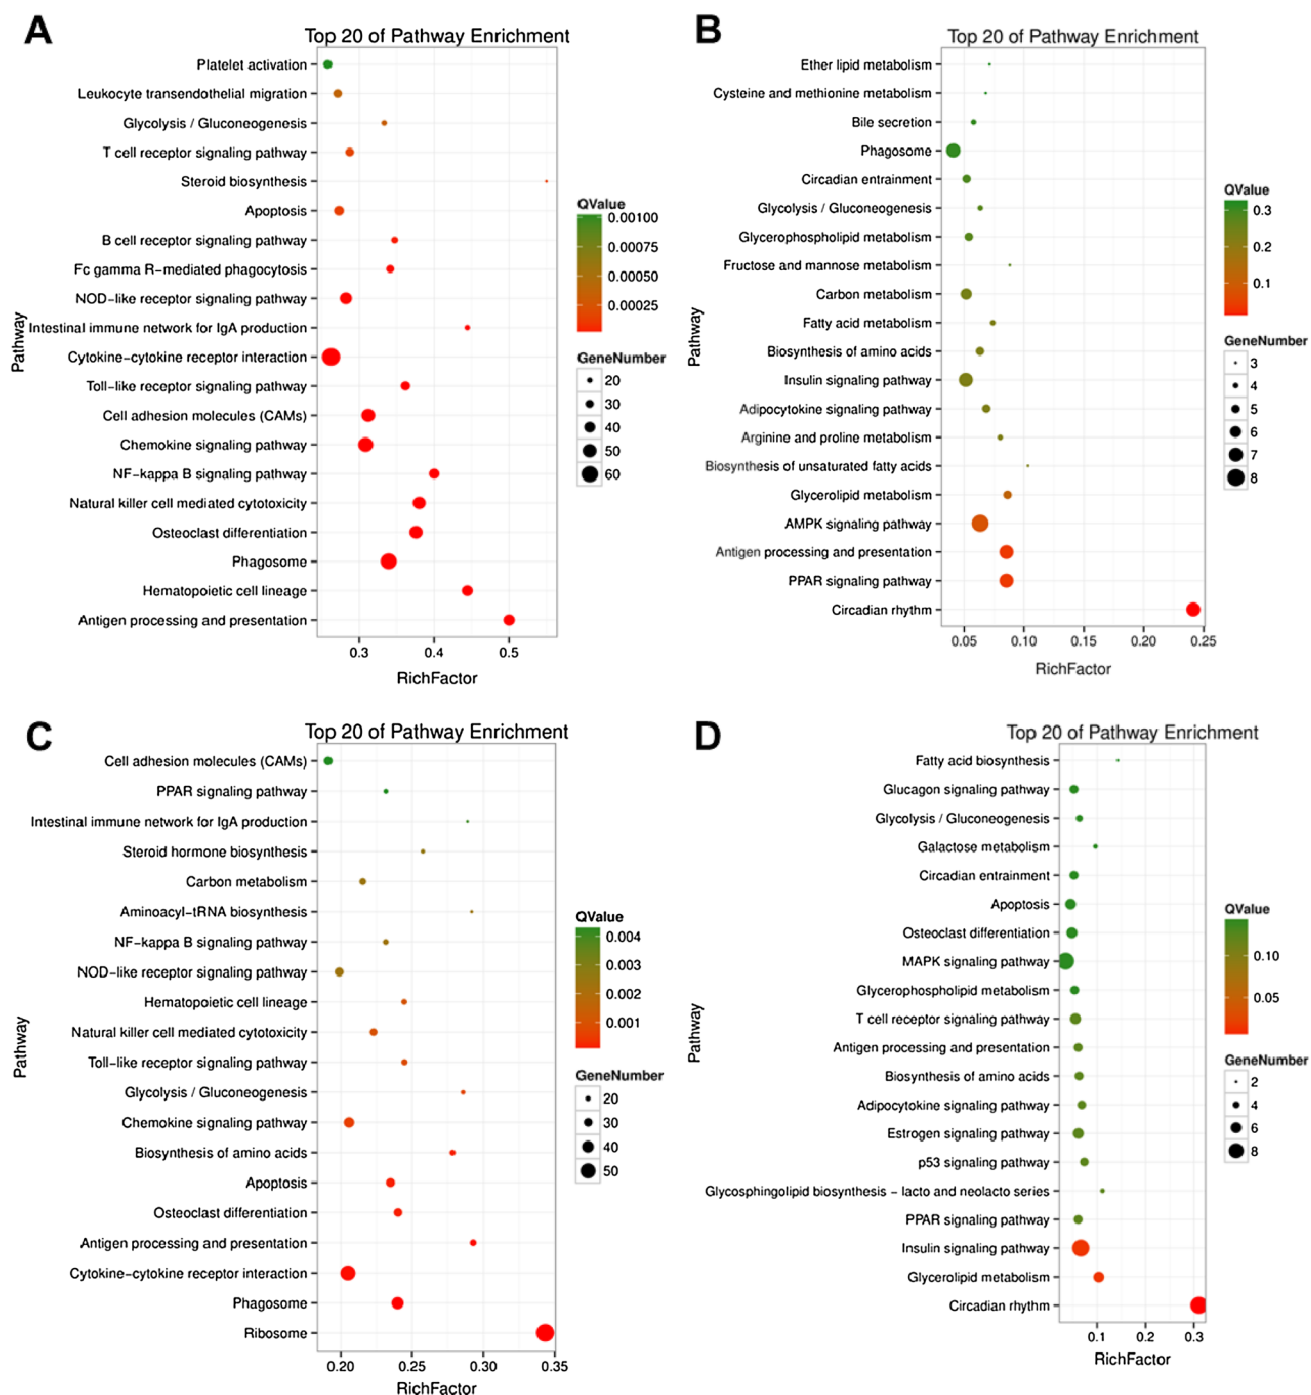 A
Top 20 of Pathway Enrichment
Platelet activation
Leukocyte transendothelial migration
Glycolysis / Gluconeogenesis
T cell receptor signaling pathway
Steroid biosynthesis
Apoptosis
B cell receptor signaling pathway
Fc gamma R-mediated phagocytosis
NOD-like receptor signaling pathway
Intestinal immune network for IgA production
Cytokine-cytokine receptor interaction
Toll-like receptor signaling pathway
Cell adhesion molecules (CAMs)
Chemokine signaling pathway
NF-kappa B signaling pathway
Natural killer cell mediated cytotoxicity
Osteoclast differentiation
Phagosome
Hematopoietic cell lineage
Antigen processing and presentation
Pathway
0.3 0.4 0.5
RichFactor
QValue
0.00100
0.00075
0.00050
0.00025
GeneNumber
20
30
40
50
60
B
Top 20 of Pathway Enrichment
Ether lipid metabolism
Cysteine and methionine metabolism
Bile secretion
Phagosome
Circadian entrainment
Glycolysis / Gluconeogenesis
Glycerophospholipid metabolism
Fructose and mannose metabolism
Carbon metabolism
Fatty acid metabolism
Biosynthesis of amino acids
Insulin signaling pathway
Adipocytokine signaling pathway
Arginine and proline metabolism
Biosynthesis of unsaturated fatty acids
Glycerolipid metabolism
AMPK signaling pathway
Antigen processing and presentation
PPAR signaling pathway
Circadian rhythm
Pathway
0.05 0.10 0.15 0.20 0.25
RichFactor
QValue
0.3
0.2
0.1
GeneNumber
3
4
5
6
7
8
C
Top 20 of Pathway Enrichment
Cell adhesion molecules (CAMs)
PPAR signaling pathway
Intestinal immune network for IgA production
Steroid hormone biosynthesis
Carbon metabolism
Aminoacyl-tRNA biosynthesis
NF-kappa B signaling pathway
NOD-like receptor signaling pathway
Hematopoietic cell lineage
Natural killer cell mediated cytotoxicity
Toll-like receptor signaling pathway
Glycolysis / Gluconeogenesis
Chemokine signaling pathway
Biosynthesis of amino acids
Apoptosis
Osteoclast differentiation
Antigen processing and presentation
Cytokine-cytokine receptor interaction
Phagosome
Ribosome
Pathway
0.20 0.25 0.30 0.35
RichFactor
QValue
0.004
0.003
0.002
0.001
GeneNumber
20
30
40
50
D
Top 20 of Pathway Enrichment
Fatty acid biosynthesis
Glucagon signaling pathway
Glycolysis / Gluconeogenesis
Galactose metabolism
Circadian entrainment
Apoptosis
Osteoclast differentiation
MAPK signaling pathway
Glycerophospholipid metabolism
T cell receptor signaling pathway
Antigen processing and presentation
Biosynthesis of amino acids
Adipocytokine signaling pathway
Estrogen signaling pathway
p53 signaling pathway
Glycosphingolipid biosynthesis - lacto and neolacto series
PPAR signaling pathway
Insulin signaling pathway
Glycerolipid metabolism
Circadian rhythm
Pathway
0.1 0.2 0.3
RichFactor
QValue
0.10
0.05
GeneNumber
2
4
6
8